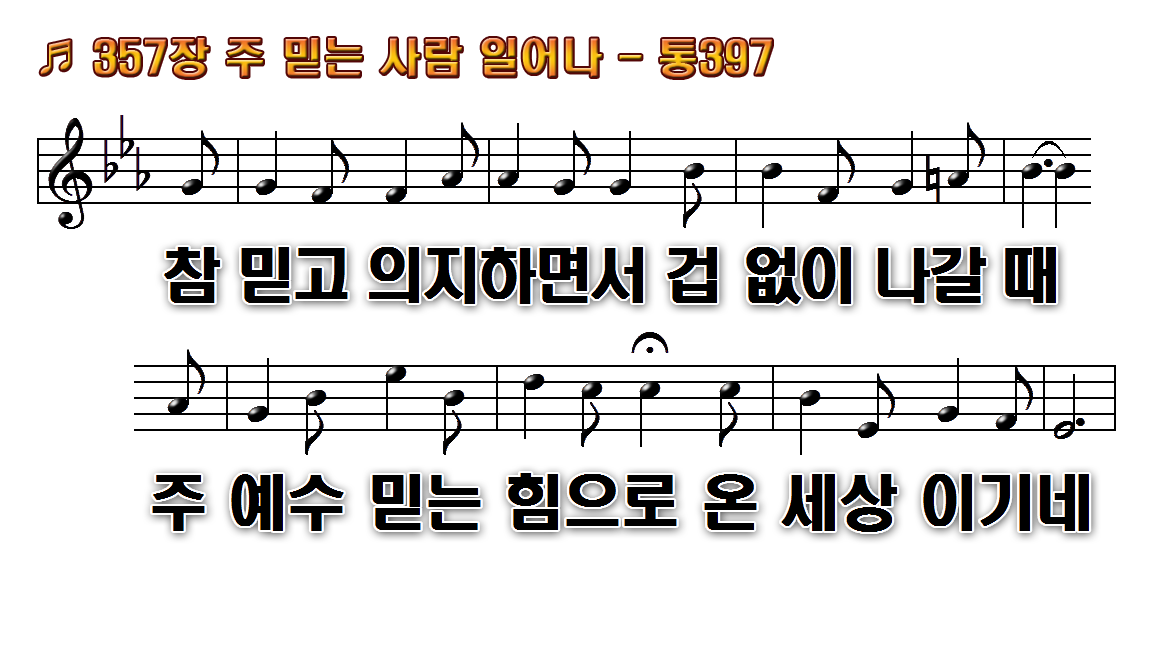 ♬ 357장 주 믿는 사람 일어나 - 통397
참 믿고 의지하면서 겁 없이 나갈 때
주 예수 믿는 힘으로 온 세상 이기네